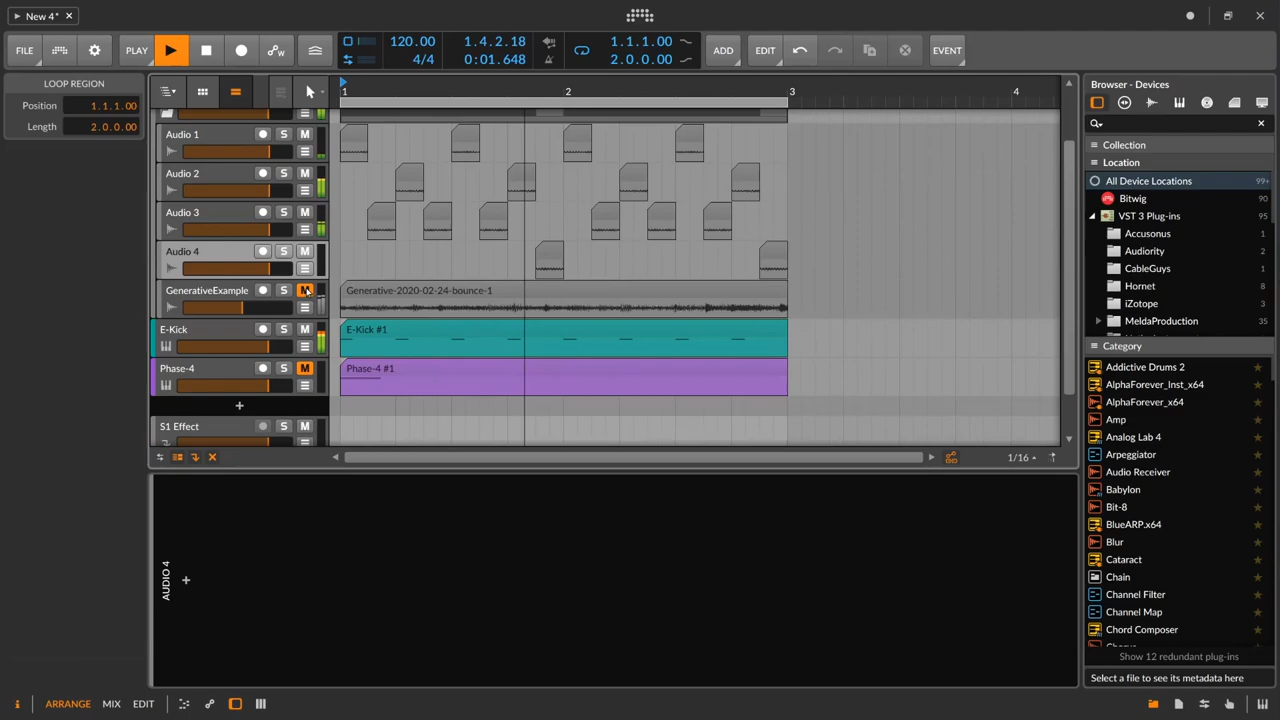 New 4*
FILE
PLAY
120.00
4/4
1.4.2.18
0:01.648
1.1.1.00
2.0.0.00
ADD
EDIT
EVENT
LOOP REGION
Position 1.1.1.00
Length 2.0.0.00
1 2 3 4
Audio 1 S M
Audio 2 S M
Audio 3 S M
Audio 4 S M
GenerativeExample S M
Generative-2020-02-24-bounce-1
E-Kick S M
E-Kick #1
Phase-4 S M
Phase-4 #1
+
S1 Effect M
1/16
AUDIO 4
+
Browser - Devices
Collection
Location
All Device Locations 99+
Bitwig 90
VST 3 Plug-ins 95
Accusonus 1
Audiority 3
CableGuys 1
Hornet 8
iZotope 3
MeldaProduction 37
Category
Addictive Drums 2
AlphaForever_Inst_x64
AlphaForever_x64
Amp
Analog Lab 4
Arpeggiator
Audio Receiver
Babylon
Bit-8
BlueARP.x64
Blur
Cataract
Chain
Channel Filter
Channel Map
Chord Composer
Show 12 redundant plug-ins
Select a file to see its metadata here
i
ARRANGE
MIX
EDIT